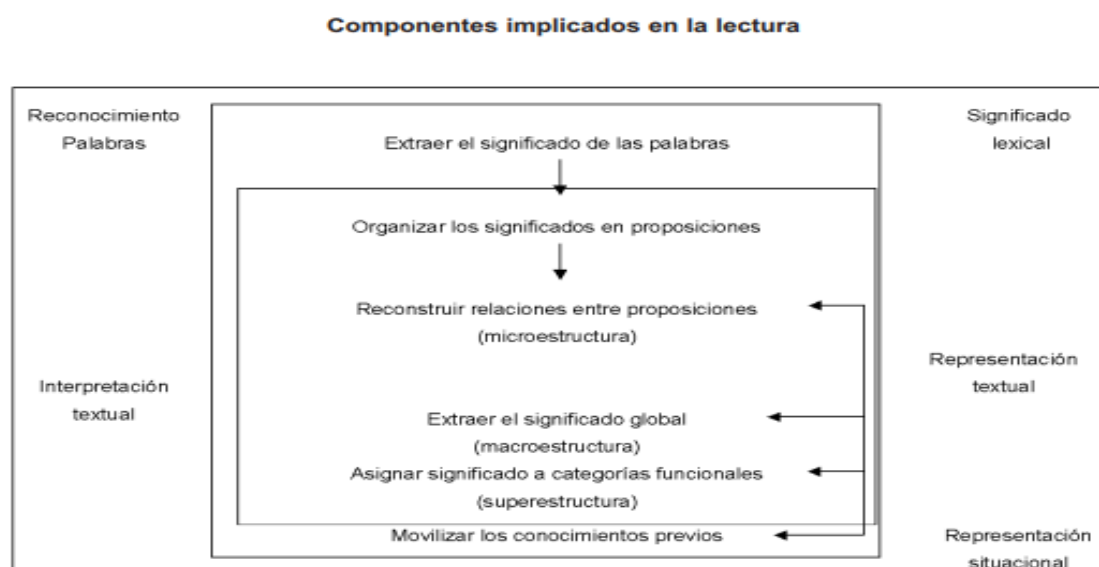 Componentes implicados en la lectura
Reconocimiento
Palabras
Extraer el significado de las palabras
Significado
lexical
Organizar los significados en proposiciones
Reconstruir relaciones entre proposiciones
(microestructura)
Interpretación
textual
Representación
textual
Extraer el significado global
(macroestructura)
Asignar significado a categorías funcionales
(superestructura)
Movilizar los conocimientos previos
Representación
situacional